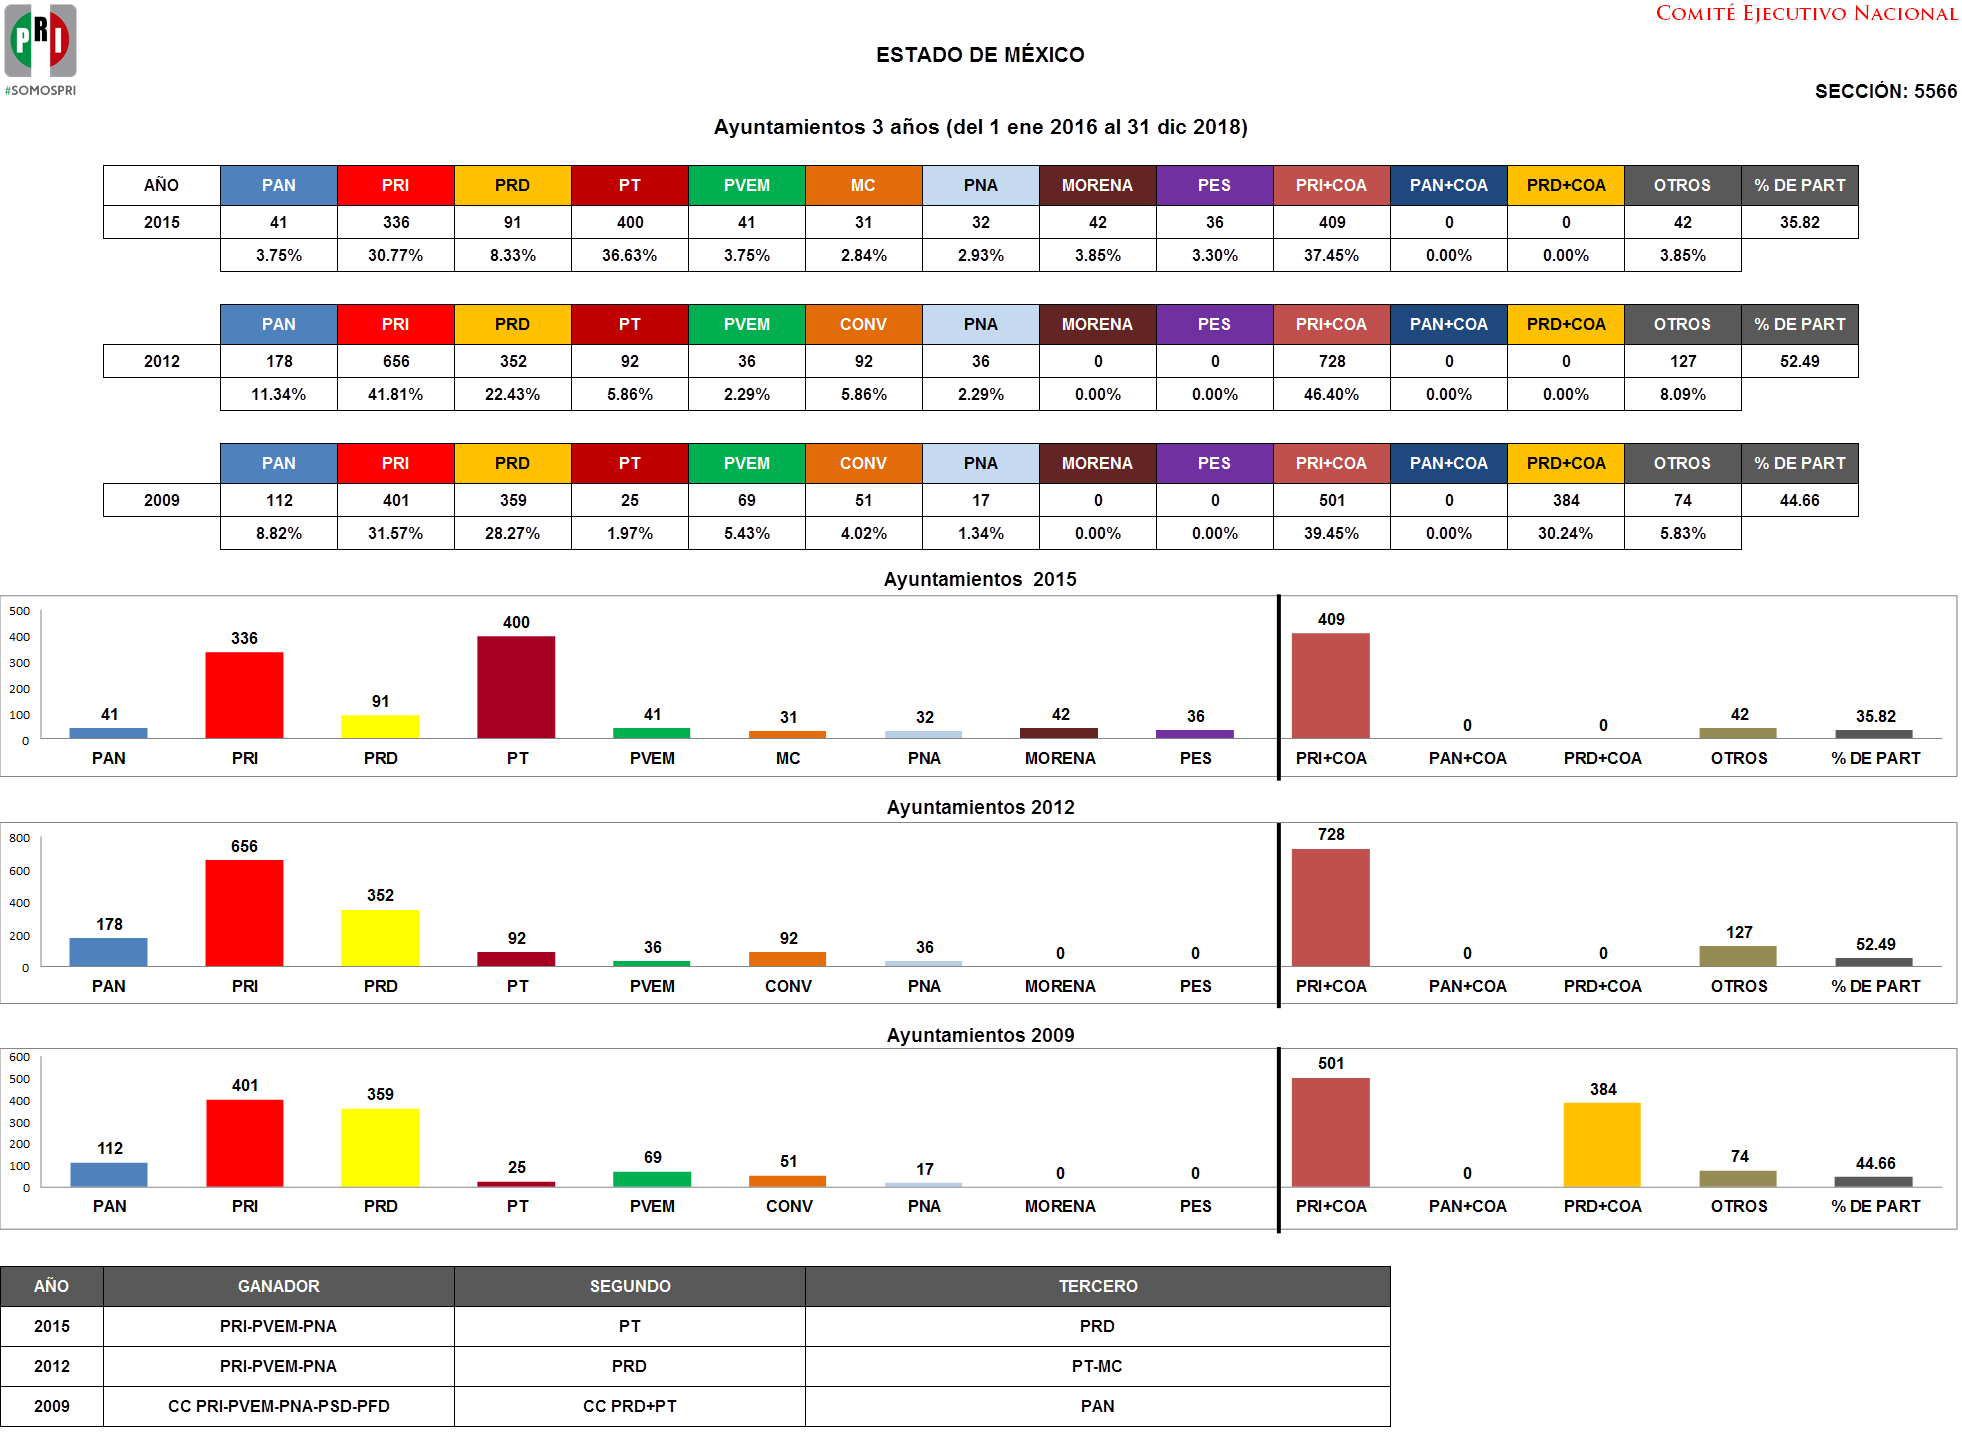 COMITÉ EJECUTIVO NACIONAL
PRI
#SOMOSPRI
ESTADO DE MÉXICO
SECCIÓN: 5566
Ayuntamientos 3 años (del 1 ene 2016 al 31 dic 2018)
AÑO PAN PRI PRD PT PVEM MC PNA MORENA PES PRI+COA PAN+COA PRD+COA OTROS % DE PART
2015 41 336 91 400 41 31 32 42 36 409 0 0 42 35.82
3.75% 30.77% 8.33% 36.63% 3.75% 2.84% 2.93% 3.85% 3.30% 37.45% 0.00% 0.00% 3.85%
PAN PRI PRD PT PVEM CONV PNA MORENA PES PRI+COA PAN+COA PRD+COA OTROS % DE PART
2012 178 656 352 92 36 92 36 0 0 728 0 0 127 52.49
11.34% 41.81% 22.43% 5.86% 2.29% 5.86% 2.29% 0.00% 0.00% 46.40% 0.00% 0.00% 8.09%
PAN PRI PRD PT PVEM CONV PNA MORENA PES PRI+COA PAN+COA PRD+COA OTROS % DE PART
2009 112 401 359 25 69 51 17 0 0 501 0 384 74 44.66
8.82% 31.57% 28.27% 1.97% 5.43% 4.02% 1.34% 0.00% 0.00% 39.45% 0.00% 30.24% 5.83%
Ayuntamientos 2015
500
400
300
200
100
0
41 336 91 400 41 31 32 42 36 409 0 0 42 35.82
PAN PRI PRD PT PVEM MC PNA MORENA PES PRI+COA PAN+COA PRD+COA OTROS % DE PART
Ayuntamientos 2012
800
600
400
200
0
178 656 352 92 36 92 36 0 0 728 0 0 127 52.49
PAN PRI PRD PT PVEM CONV PNA MORENA PES PRI+COA PAN+COA PRD+COA OTROS % DE PART
Ayuntamientos 2009
600
500
400
300
200
100
0
112 401 359 25 69 51 17 0 0 501 0 384 74 44.66
PAN PRI PRD PT PVEM CONV PNA MORENA PES PRI+COA PAN+COA PRD+COA OTROS % DE PART
AÑO GANADOR SEGUNDO TERCERO
2015 PRI-PVEM-PNA PT PRD
2012 PRI-PVEM-PNA PRD PT-MC
2009 CC PRI-PVEM-PNA-PSD-PFD CC PRD+PT PAN